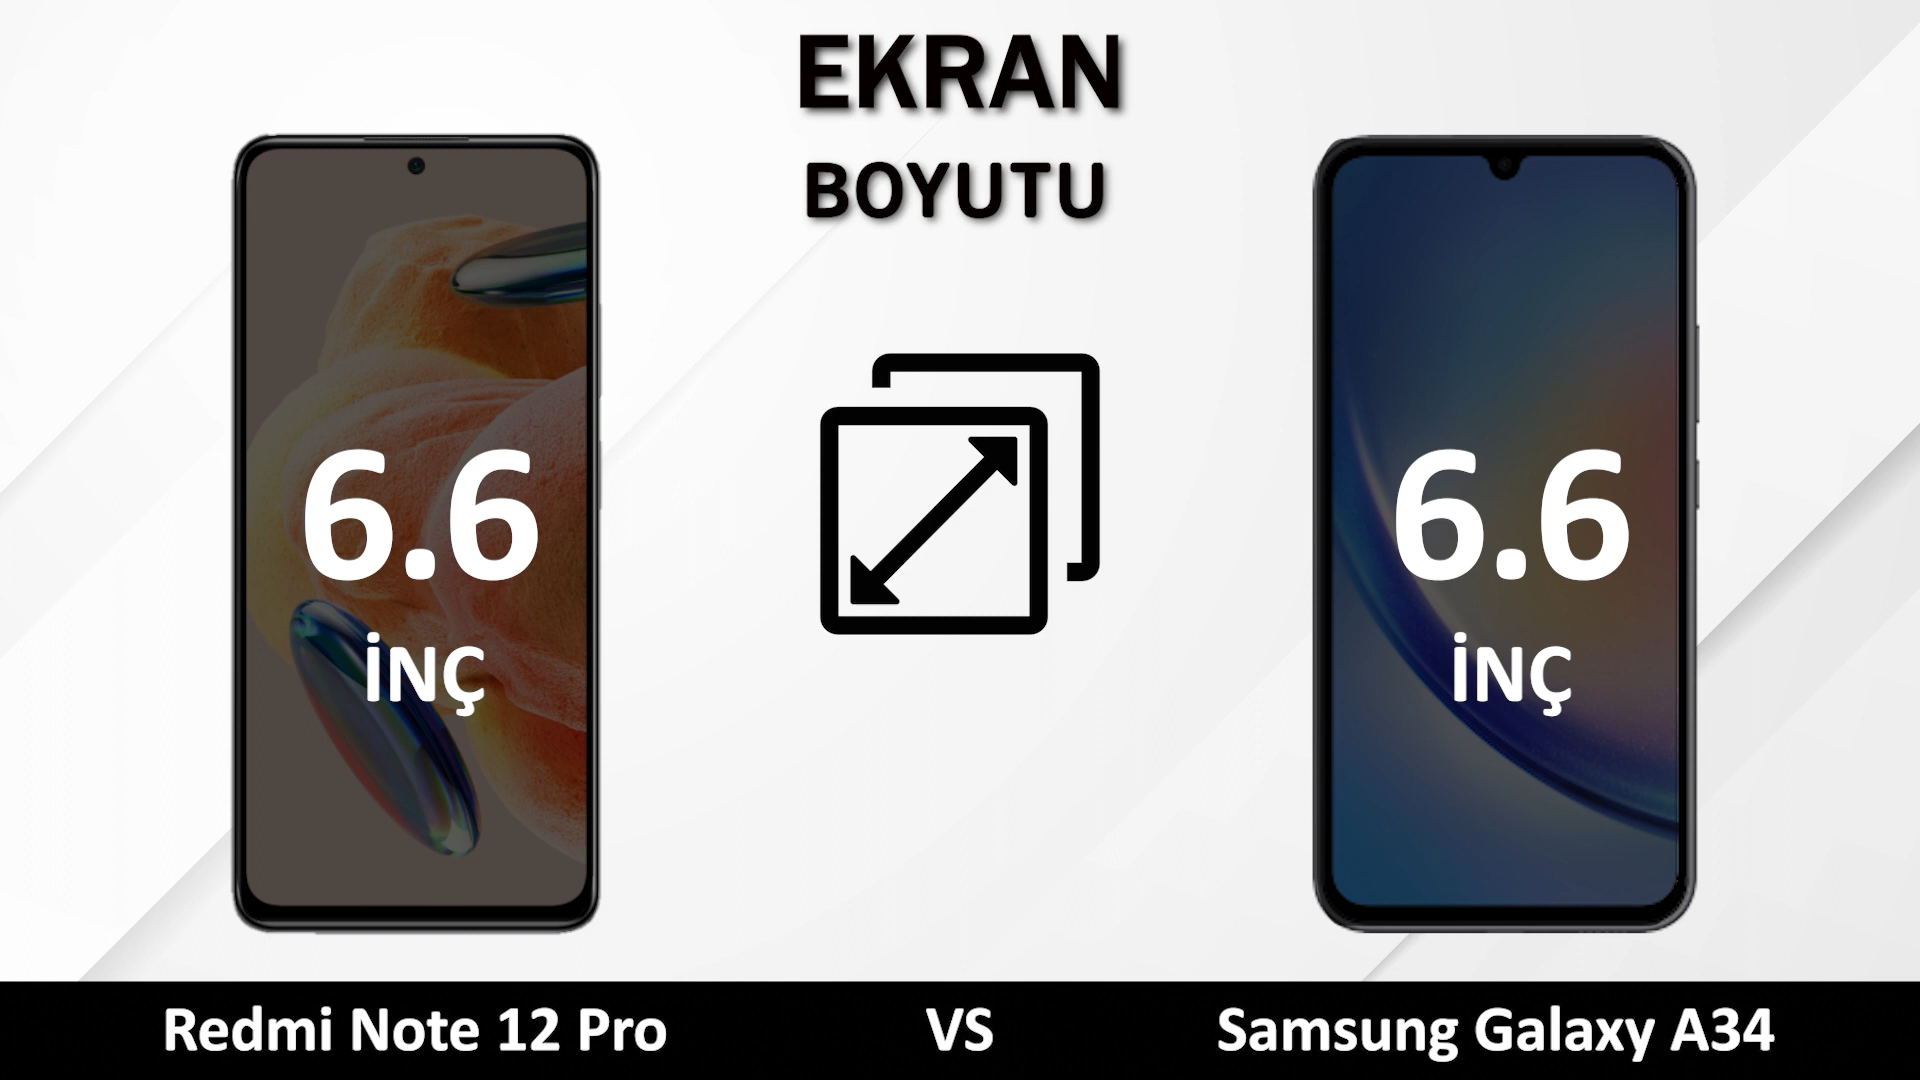 EKRAN
BOYUTU
6.6
İNÇ
6.6
İNÇ
Redmi Note 12 Pro VS Samsung Galaxy A34